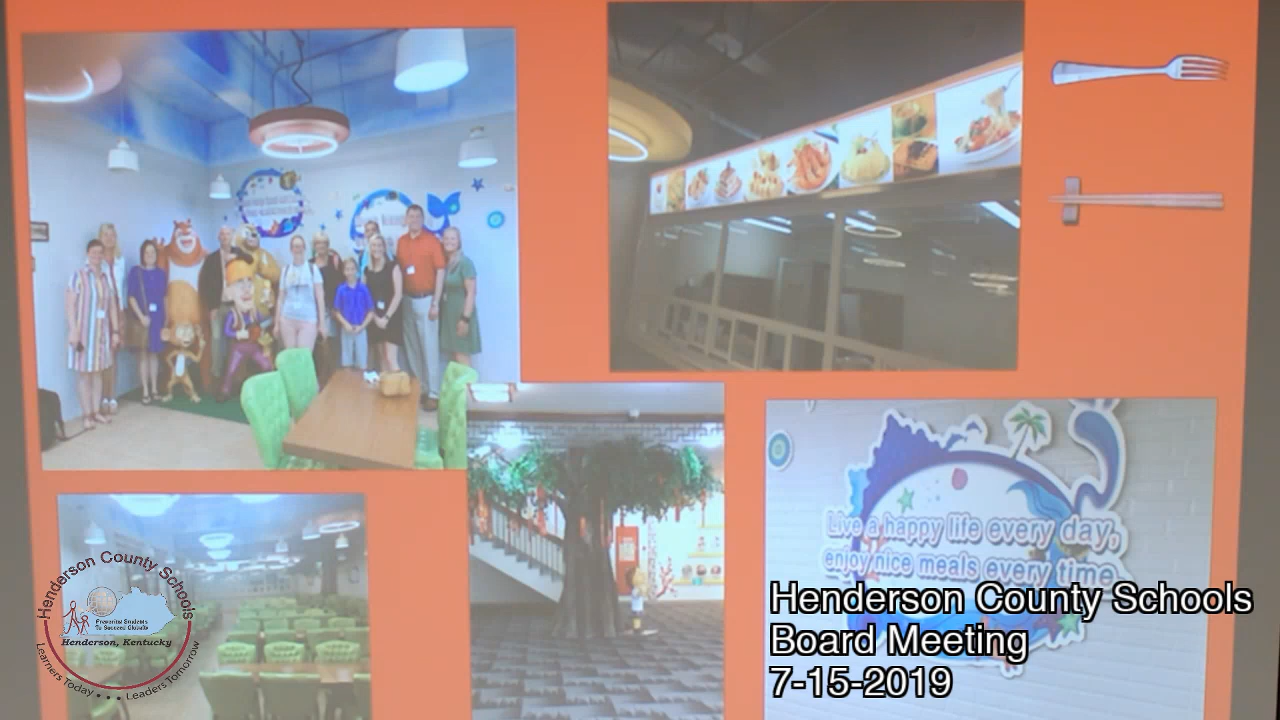 Live a happy life every day,
enjoy nice meals every time
Henderson County Schools
Henderson, Kentucky
Learners Today • • • Leaders Tomorrow
Henderson County Schools
Board Meeting
7-15-2019